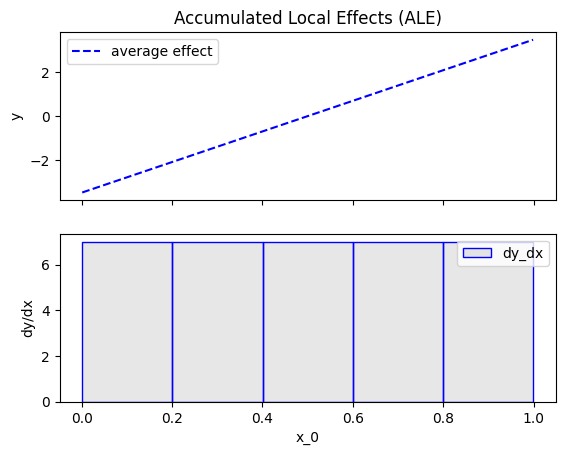 Accumulated Local Effects (ALE)
average effect
2
0
−2
y
dy_dx
6
4
2
0
dy/dx
0.0 0.2 0.4 0.6 0.8 1.0
x_0